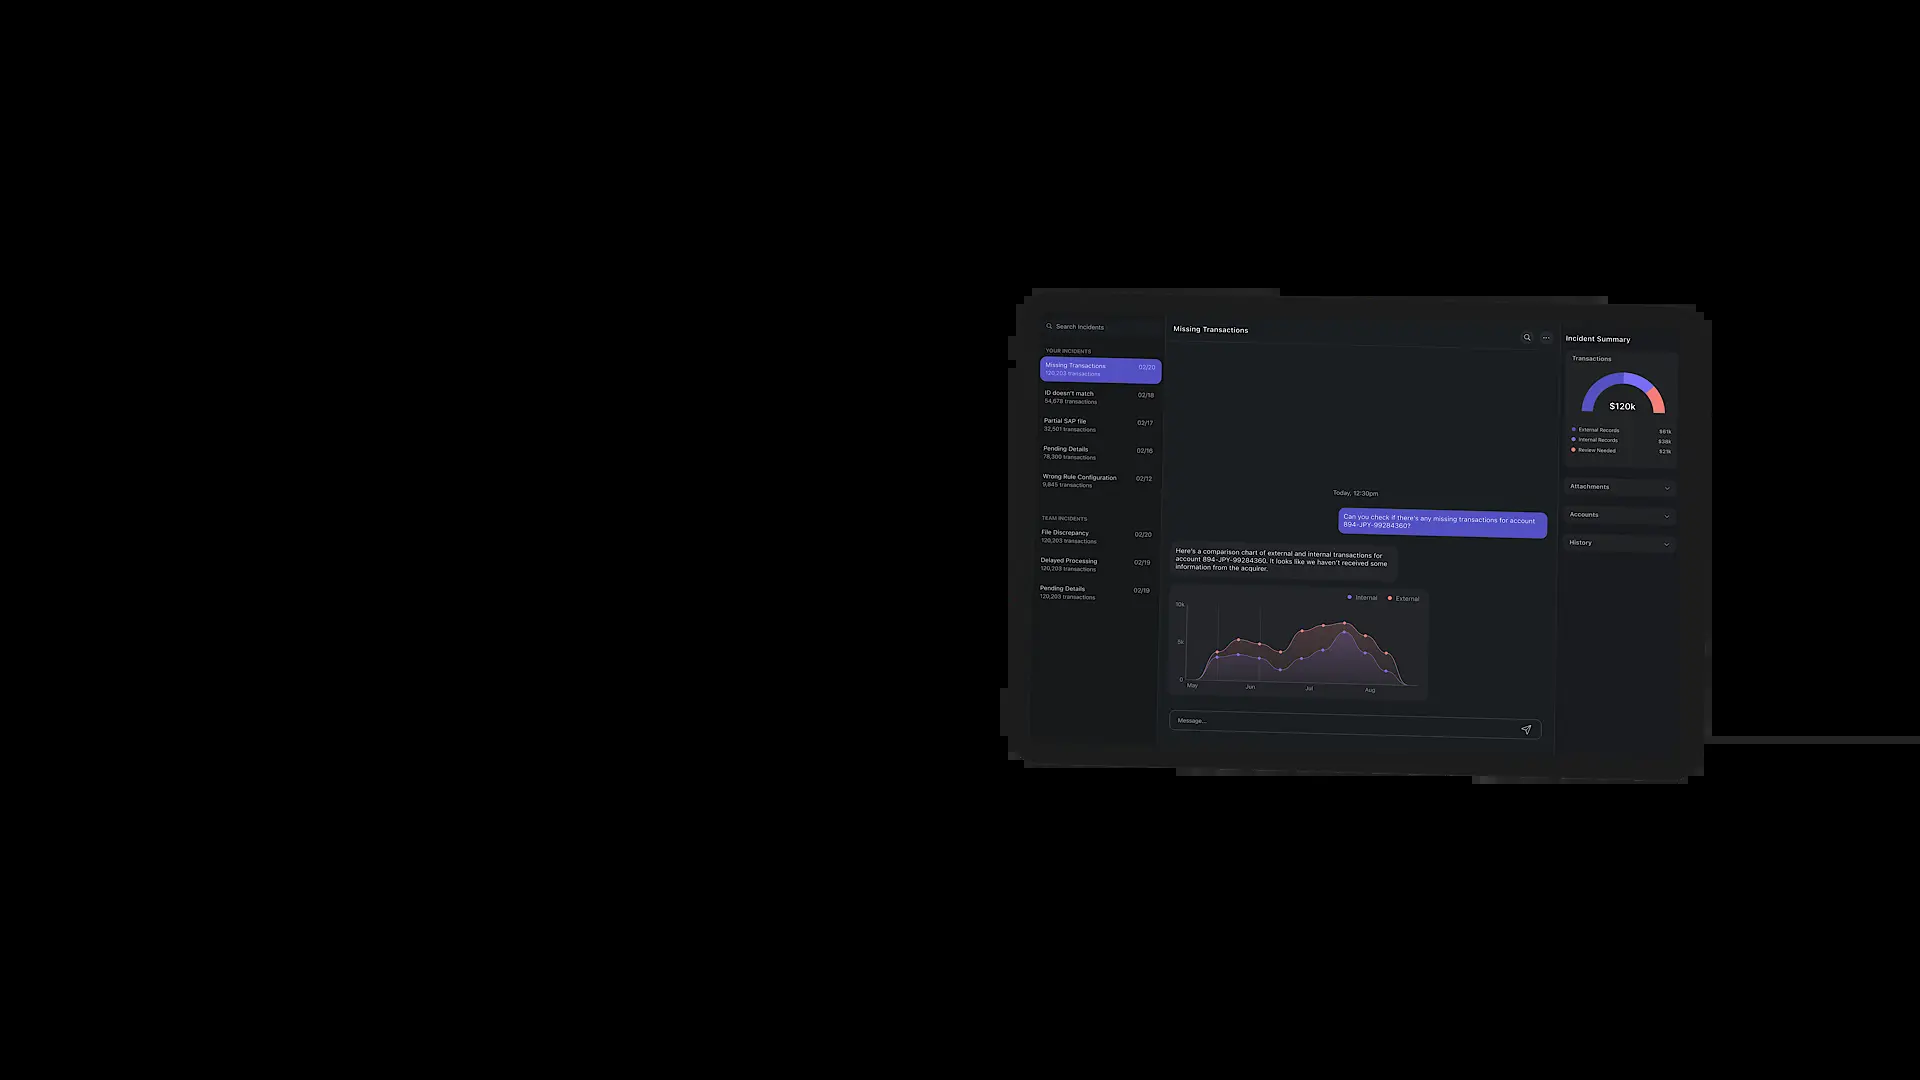 Search Incidents
YOUR INCIDENTS
Missing Transactions 02/20
120,203 transactions
ID doesn't match 02/18
54,678 transactions
Partial SAP file 02/17
32,501 transactions
Pending Details 02/16
78,300 transactions
Wrong Rule Configuration 02/12
9,845 transactions
TEAM INCIDENTS
File Discrepancy 02/20
120,203 transactions
Delayed Processing 02/19
120,203 transactions
Pending Details 02/19
120,203 transactions
Missing Transactions
Today, 12:30pm
Can you check if there's any missing transactions for account
894-JPY-99284360?
Here's a comparison chart of external and internal transactions for
account 894-JPY-99284360. It looks like we haven't received some
information from the acquirer.
Internal External
10k
5k
0
May Jun Jul Aug
Message...
Incident Summary
Transactions
$120k
External Records $61k
Internal Records $38k
Review Needed $21k
Attachments
Accounts
History